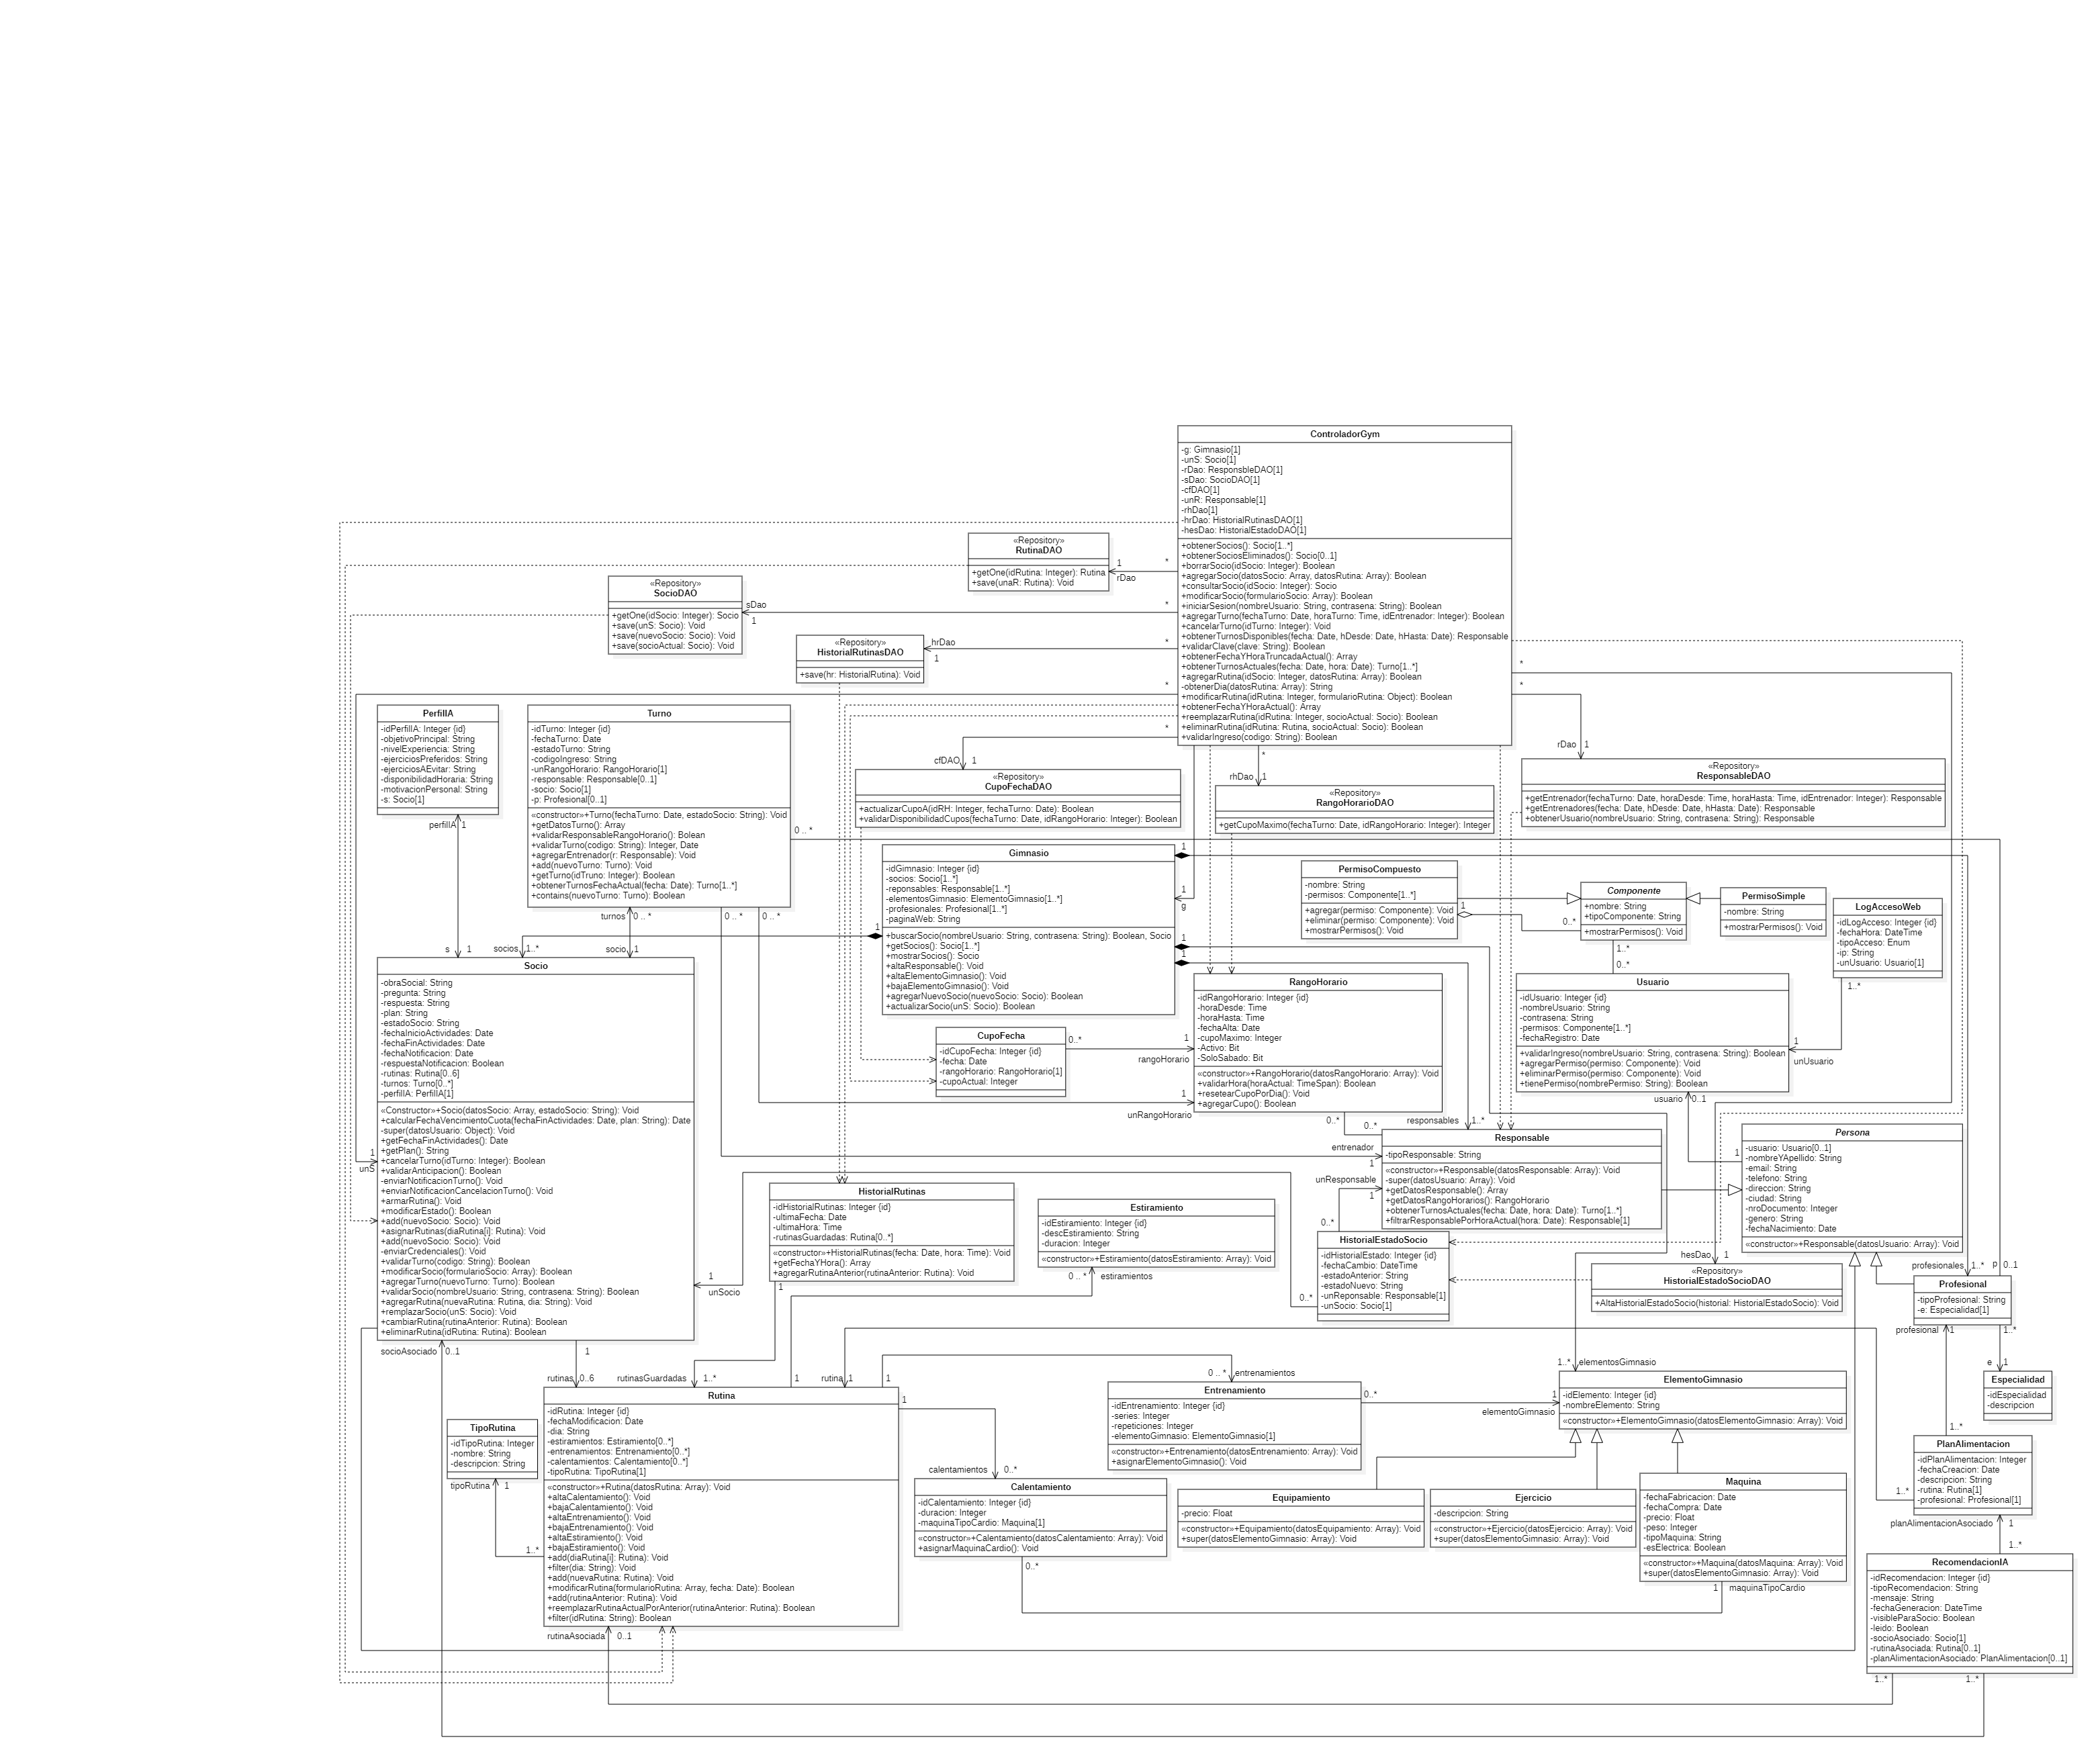 ControladorGym
-g: Gimnasio[1]
-unS: Socio[1]
-rDao: ResponsbleDAO[1]
-sDao: SocioDAO[1]
-cfDAO[1]
-unR: Responsable[1]
-rhDao[1]
-hrDao: HistorialRutinasDAO[1]
-hesDao: HistorialEstadoDAO[1]
+obtenerSocios(): Socio[1..*]
+obtenerSociosEliminados(): Socio[0..1]
+borrarSocio(idSocio: Integer): Boolean
+agregarSocio(datosSocio: Array, datosRutina: Array): Boolean
+consultarSocio(idSocio: Integer): Socio
+modificarSocio(formularioSocio: Array): Boolean
+iniciarSesion(nombreUsuario: String, contrasena: String): Boolean
+agregarTurno(fechaTurno: Date, horaTurno: Time, idEntrenador: Integer): Boolean
+cancelarTurno(idTurno: Integer): Void
+obtenerTurnosDisponibles(fecha: Date, hDesde: Date, hHasta: Date): Responsable
+validarClave(clave: String): Boolean
+obtenerFechaYHoraTruncadaActual(): Array
+obtenerTurnosActuales(fecha: Date, hora: Date): Turno[1..*]
+agregarRutina(idSocio: Integer, datosRutina: Array): Boolean
-obtenerDia(datosRutina: Array): String
+modificarRutina(idRutina: Integer, formularioRutina: Object): Boolean
+obtenerFechaYHoraActual(): Array
+reemplazarRutina(idRutina: Integer, socioActual: Socio): Boolean
+eliminarRutina(idRutina: Rutina, socioActual: Socio): Boolean
+validarIngreso(codigo: String): Boolean
«Repository»
RutinaDAO
+getOne(idRutina: Integer): Rutina
+save(unaR: Rutina): Void
1
rDao
*
«Repository»
SocioDAO
+getOne(idSocio: Integer): Socio
+save(unS: Socio): Void
+save(nuevoSocio: Socio): Void
+save(socioActual: Socio): Void
sDao
1
*
«Repository»
HistorialRutinasDAO
+save(hr: HistorialRutina): Void
hrDao
1
*
*
*
*
*
PerfilIA
-idPerfilIA: Integer {id}
-objetivoPrincipal: String
-nivelExperiencia: String
-ejerciciosPreferidos: String
-ejerciciosAEvitar: String
-disponibilidadHoraria: String
-motivacionPersonal: String
-s: Socio[1]
perfilIA 1
Turno
-idTurno: Integer {id}
-fechaTurno: Date
-estadoTurno: String
-codigoIngreso: String
-unRangoHorario: RangoHorario[1]
-responsable: Responsable[0..1]
-socio: Socio[1]
-p: Profesional[0..1]
«constructor»+Turno(fechaTurno: Date, estadoSocio: String): Void
+getDatosTurno(): Array
+validarResponsableRangoHorario(): Bolean
+validarTurno(codigo: String): Integer, Date
+agregarEntrenador(r: Responsable): Void
+add(nuevoTurno: Turno): Void
+getTurno(idTruno: Integer): Boolean
+obtenerTurnosFechaActual(fecha: Date): Turno[1..*]
+contains(nuevoTurno: Turno): Boolean
0 .. *
turnos 0 .. *
0 .. *
0 .. *
cfDAO 1
«Repository»
CupoFechaDAO
+actualizarCupoA(idRH: Integer, fechaTurno: Date): Boolean
+validarDisponibilidadCupos(fechaTurno: Date, idRangoHorario: Integer): Boolean
*
rhDao 1
«Repository»
RangoHorarioDAO
+getCupoMaximo(fechaTurno: Date, idRangoHorario: Integer): Integer
rDao 1
«Repository»
ResponsableDAO
+getEntrenador(fechaTurno: Date, horaDesde: Time, horaHasta: Time, idEntrenador: Integer): Responsable
+getEntrenadores(fecha: Date, hDesde: Date, hHasta: Date): Responsable
+obtenerUsuario(nombreUsuario: String, contrasena: String): Responsable
Gimnasio
-idGimnasio: Integer {id}
-socios: Socio[1..*]
-reponsables: Responsable[1..*]
-elementosGimnasio: ElementoGimnasio[1..*]
-profesionales: Profesional[1..*]
-paginaWeb: String
+buscarSocio(nombreUsuario: String, contrasena: String): Boolean, Socio
+getSocios(): Socio[1..*]
+mostrarSocios(): Socio
+altaResponsable(): Void
+altaElementoGimnasio(): Void
+bajaElementoGimnasio(): Void
+agregarNuevoSocio(nuevoSocio: Socio): Boolean
+actualizarSocio(unS: Socio): Boolean
1
1
g
1
1
1
PermisoCompuesto
-nombre: String
-permisos: Componente[1..*]
+agregar(permiso: Componente): Void
+eliminar(permiso: Componente): Void
+mostrarPermisos(): Void
1
0..*
Componente
+nombre: String
+tipoComponente: String
+mostrarPermisos(): Void
1..*
0..*
PermisoSimple
-nombre: String
+mostrarPermisos(): Void
LogAccesoWeb
-idLogAcceso: Integer {id}
-fechaHora: DateTime
-tipoAcceso: Enum
-ip: String
-unUsuario: Usuario[1]
1..*
s 1
socios 1..*
socio 1
Socio
-obraSocial: String
-pregunta: String
-respuesta: String
-plan: String
-estadoSocio: String
-fechaInicioActividades: Date
-fechaFinActividades: Date
-fechaNotificacion: Date
-respuestaNotificacion: Boolean
-rutinas: Rutina[0..6]
-turnos: Turno[0..*]
-perfilIA: PerfilIA[1]
«Constructor»+Socio(datosSocio: Array, estadoSocio: String): Void
+calcularFechaVencimientoCuota(fechaFinActividades: Date, plan: String): Date
-super(datosUsuario: Object): Void
+getFechaFinActividades(): Date
+getPlan(): String
+cancelarTurno(idTurno: Integer): Boolean
+validarAnticipacion(): Boolean
-enviarNotificacionTurno(): Void
+enviarNotificacionCancelacionTurno(): Void
+armarRutina(): Void
+modificarEstado(): Boolean
+add(nuevoSocio: Socio): Void
+asignarRutinas(diaRutina[i]: Rutina): Void
+add(nuevoSocio: Socio): Void
-enviarCredenciales(): Void
+validarTurno(codigo: String): Boolean
+modificarSocio(formularioSocio: Array): Boolean
+agregarTurno(nuevoTurno: Turno): Boolean
+validarSocio(nombreUsuario: String, contrasena: String): Boolean
+agregarRutina(nuevaRutina: Rutina, dia: String): Void
+remplazarSocio(unS: Socio): Void
+cambiarRutina(rutinaAnterior: Rutina): Boolean
+eliminarRutina(idRutina: Rutina): Boolean
1
unS
socioAsociado 0..1
1
CupoFecha
-idCupoFecha: Integer {id}
-fecha: Date
-rangoHorario: RangoHorario[1]
-cupoActual: Integer
0..*
1
rangoHorario
RangoHorario
-idRangoHorario: Integer {id}
-horaDesde: Time
-horaHasta: Time
-fechaAlta: Date
-cupoMaximo: Integer
-Activo: Bit
-SoloSabado: Bit
«constructor»+RangoHorario(datosRangoHorario: Array): Void
+validarHora(horaActual: TimeSpan): Boolean
+resetearCupoPorDia(): Void
+agregarCupo(): Boolean
1
unRangoHorario
0..*
0..*
Usuario
-idUsuario: Integer {id}
-nombreUsuario: String
-contrasena: String
-permisos: Componente[1..*]
-fechaRegistro: Date
+validarIngreso(nombreUsuario: String, contrasena: String): Boolean
+agregarPermiso(permiso: Componente): Void
+eliminarPermiso(permiso: Componente): Void
+tienePermiso(nombrePermiso: String): Boolean
1
unUsuario
usuario 0..1
responsables 1..*
Responsable
-tipoResponsable: String
«constructor»+Responsable(datosResponsable: Array): Void
-super(datosUsuario: Array): Void
+getDatosResponsable(): Array
+getDatosRangoHorarios(): RangoHorario
+obtenerTurnosActuales(fecha: Date, hora: Date): Turno[1..*]
+filtrarResponsablePorHoraActual(hora: Date): Responsable[1]
entrenador
1
unResponsable
1
0..*
1
Persona
-usuario: Usuario[0..1]
-nombreYApellido: String
-email: String
-telefono: String
-direccion: String
-ciudad: String
-nroDocumento: Integer
-genero: String
-fechaNacimiento: Date
«constructor»+Responsable(datosUsuario: Array): Void
HistorialRutinas
-idHistorialRutinas: Integer {id}
-ultimaFecha: Date
-ultimaHora: Time
-rutinasGuardadas: Rutina[0..*]
«constructor»+HistorialRutinas(fecha: Date, hora: Time): Void
+getFechaYHora(): Array
+agregarRutinaAnterior(rutinaAnterior: Rutina): Void
1
unSocio
1
Estiramiento
-idEstiramiento: Integer {id}
-descEstiramiento: String
-duracion: Integer
«constructor»+Estiramiento(datosEstiramiento: Array): Void
0 .. * estiramientos
HistorialEstadoSocio
-idHistorialEstado: Integer {id}
-fechaCambio: DateTime
-estadoAnterior: String
-estadoNuevo: String
-unReponsable: Responsable[1]
-unSocio: Socio[1]
0..*
hesDao 1
«Repository»
HistorialEstadoSocioDAO
+AltaHistorialEstadoSocio(historial: HistorialEstadoSocio): Void
profesionales 1..*
p 0..1
Profesional
-tipoProfesional: String
-e: Especialidad[1]
profesional 1
1..*
e 1
Especialidad
-idEspecialidad
-descripcion
rutinas 0..6
rutinasGuardadas 1..*
1
rutina 1
1
1
Rutina
-idRutina: Integer {id}
-fechaModificacion: Date
-dia: String
-estiramientos: Estiramiento[0..*]
-entrenamientos: Entrenamiento[0..*]
-calentamientos: Calentamiento[0..*]
-tipoRutina: TipoRutina[1]
«constructor»+Rutina(datosRutina: Array): Void
+altaCalentamiento(): Void
+bajaCalentamiento(): Void
+altaEntrenamiento(): Void
+bajaEntrenamiento(): Void
+altaEstiramiento(): Void
+bajaEstiramiento(): Void
+add(diaRutina[i]: Rutina): Void
+filter(dia: String): Void
+add(nuevaRutina: Rutina): Void
+modificarRutina(formularioRutina: Array, fecha: Date): Boolean
+add(rutinaAnterior: Rutina): Void
+reemplazarRutinaActualPorAnterior(rutinaAnterior: Rutina): Boolean
+filter(idRutina: String): Boolean
rutinaAsociada 0..1
TipoRutina
-idTipoRutina: Integer
-nombre: String
-descripcion: String
tipoRutina 1
1..*
0 .. * entrenamientos
Entrenamiento
-idEntrenamiento: Integer {id}
-series: Integer
-repeticiones: Integer
-elementoGimnasio: ElementoGimnasio[1]
«constructor»+Entrenamiento(datosEntrenamiento: Array): Void
+asignarElementoGimnasio(): Void
0..*
1
elementoGimnasio
1..* elementosGimnasio
ElementoGimnasio
-idElemento: Integer {id}
-nombreElemento: String
«constructor»+ElementoGimnasio(datosElementoGimnasio: Array): Void
calentamientos 0..*
Calentamiento
-idCalentamiento: Integer {id}
-duracion: Integer
-maquinaTipoCardio: Maquina[1]
«constructor»+Calentamiento(datosCalentamiento: Array): Void
+asignarMaquinaCardio(): Void
0..*
Equipamiento
-precio: Float
«constructor»+Equipamiento(datosEquipamiento: Array): Void
+super(datosElementoGimnasio: Array): Void
Ejercicio
-descripcion: String
«constructor»+Ejercicio(datosEjercicio: Array): Void
+super(datosElementoGimnasio: Array): Void
Maquina
-fechaFabricacion: Date
-fechaCompra: Date
-precio: Float
-peso: Integer
-tipoMaquina: String
-esElectrica: Boolean
«constructor»+Maquina(datosMaquina: Array): Void
+super(datosElementoGimnasio: Array): Void
1 maquinaTipoCardio
1..*
PlanAlimentacion
-idPlanAlimentacion: Integer
-fechaCreacion: Date
-descripcion: String
-rutina: Rutina[1]
-profesional: Profesional[1]
1..*
planAlimentacionAsociado 1
1..*
RecomendacionIA
-idRecomendacion: Integer {id}
-tipoRecomendacion: String
-mensaje: String
-fechaGeneracion: DateTime
-visibleParaSocio: Boolean
-leido: Boolean
-socioAsociado: Socio[1]
-rutinaAsociada: Rutina[0..1]
-planAlimentacionAsociado: PlanAlimentacion[0..1]
1..*
1..*